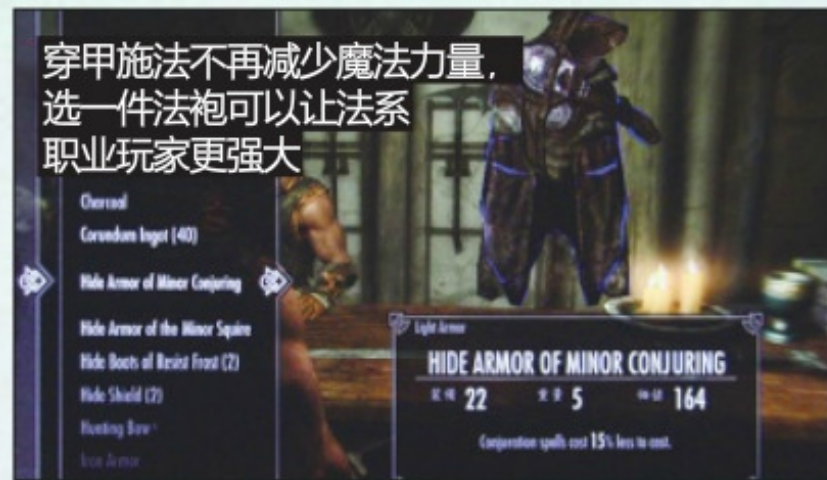 穿甲施法不再减少魔法力量，
选一件法袍可以让法系
职业玩家更强大
Charcoal
Corundum Ingot (40)
Hide Armor of Minor Conjuring
Hide Armor of the Minor Squire
Hide Boots of Resist Frost (2)
Hide Shield (2)
Hunting Bow
Iron Armor
Light Armor
HIDE ARMOR OF MINOR CONJURING
22 5 164
Conjuration spells cost 15% less to cast.